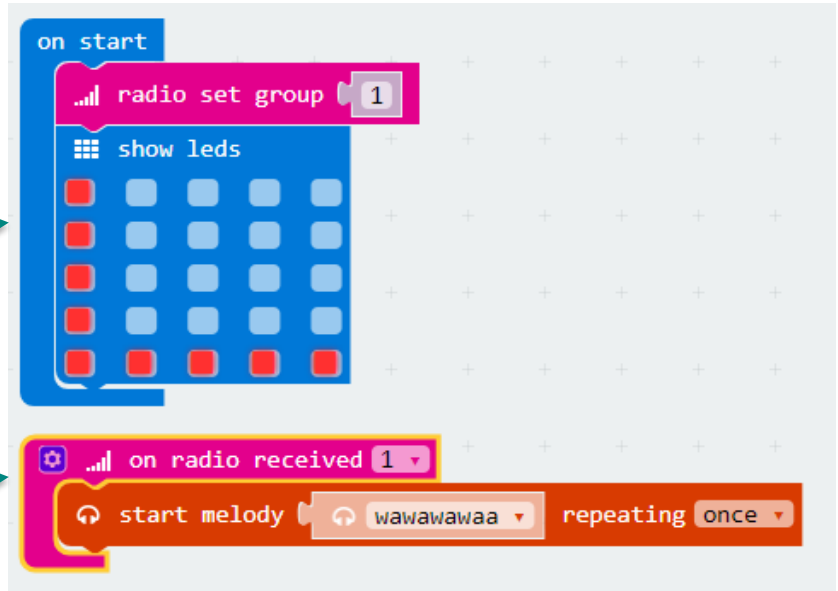 on start
radio set group 1
show leds
on radio received 1
start melody wawawawaa repeating once